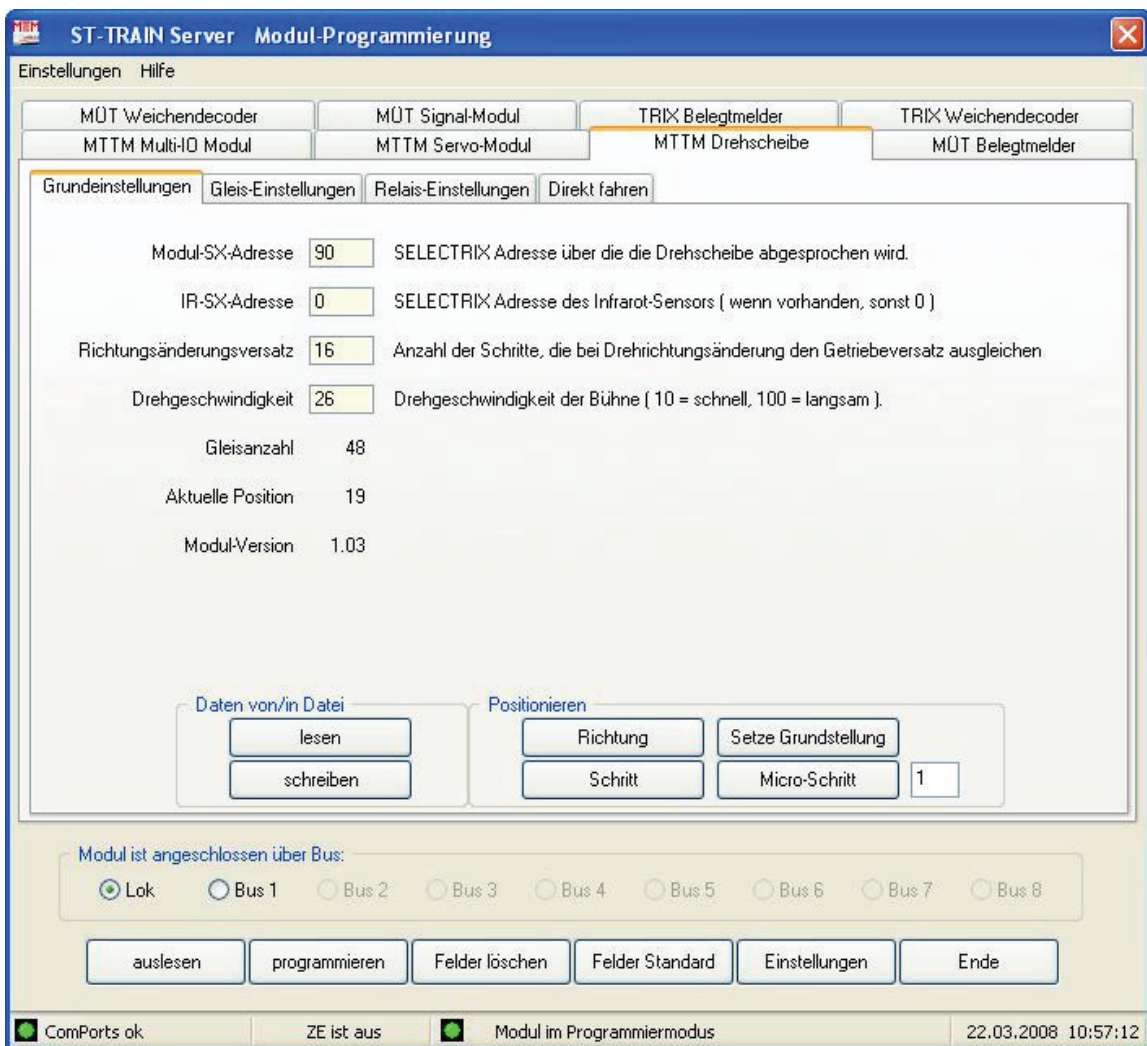 ST-TRAIN Server Modul-Programmierung
Einstellungen Hilfe
MÜT Weichendecoder MÜT Signal-Modul TRIX Belegtmelder TRIX Weichendecoder
MTTM Multi-IO Modul MTTM Servo-Modul MTTM Drehscheibe MÜT Belegtmelder
Grundeinstellungen Gleis-Einstellungen Relais-Einstellungen Direkt fahren
Modul-SX-Adresse 90 SELECTRIX Adresse über die die Drehscheibe abgesprochen wird.
IR-SX-Adresse 0 SELECTRIX Adresse des Infrarot-Sensors ( wenn vorhanden, sonst 0 )
Richtungsänderungsversatz 16 Anzahl der Schritte, die bei Drehrichtungsänderung den Getriebeversatz ausgleichen
Drehgeschwindigkeit 26 Drehgeschwindigkeit der Bühne ( 10 = schnell, 100 = langsam ).
Gleisanzahl 48
Aktuelle Position 19
Modul-Version 1.03
Daten von/in Datei Positionieren
lesen Richtung Setze Grundstellung
schreiben Schritt Micro-Schritt 1
Modul ist angeschlossen über Bus:
Lok Bus 1 Bus 2 Bus 3 Bus 4 Bus 5 Bus 6 Bus 7 Bus 8
auslesen programmieren Felder löschen Felder Standard Einstellungen Ende
ComPorts ok ZE ist aus Modul im Programmiermodus 22.03.2008 10:57:12